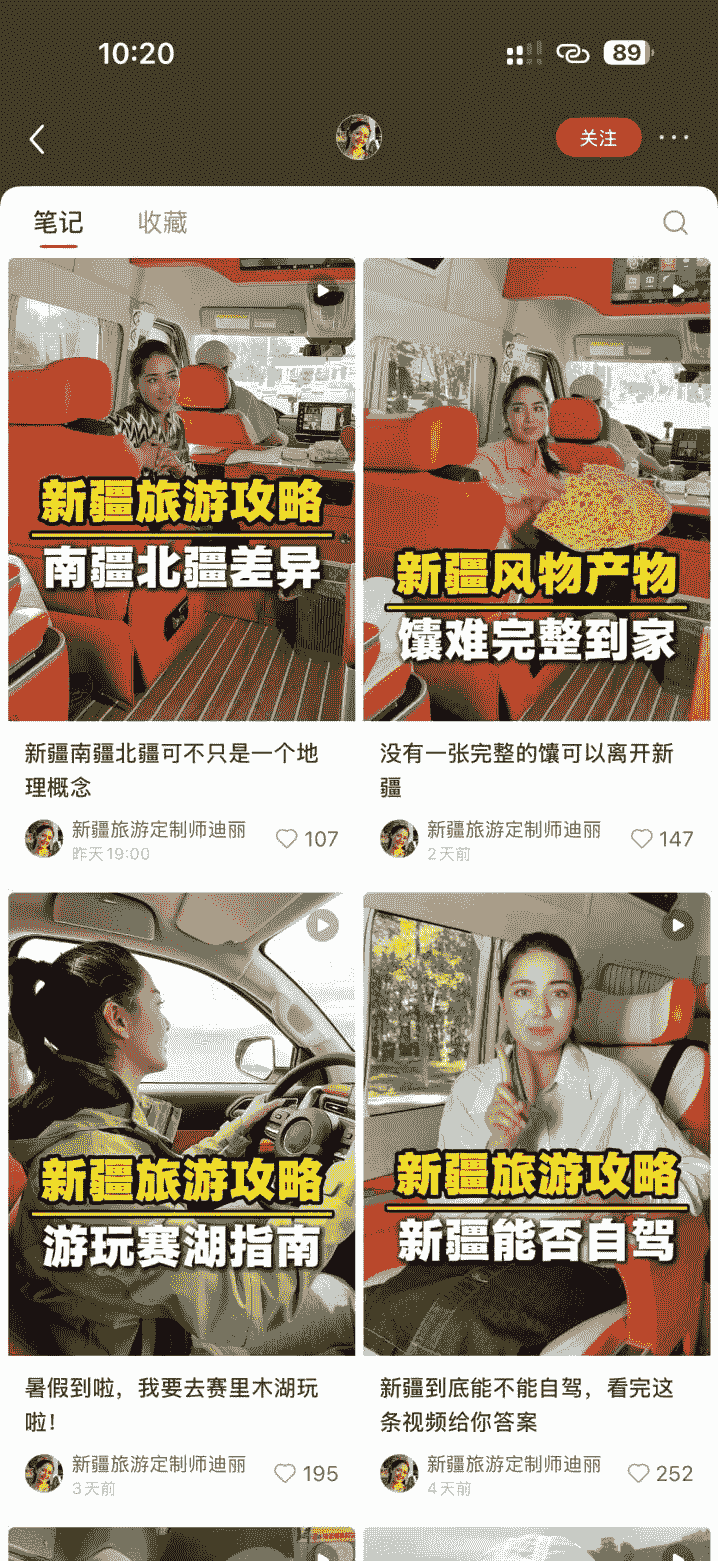 10:20
89
关注
笔记
收藏
新疆旅游攻略
南疆北疆差异
新疆南疆北疆可不只是一个地
理概念
新疆旅游定制师迪丽
昨天19:00
107
新疆风物产物
馕难完整到家
没有一张完整的馕可以离开新
疆
新疆旅游定制师迪丽
2天前
147
新疆旅游攻略
游玩赛湖指南
暑假到啦，我要去赛里木湖玩
啦！
新疆旅游定制师迪丽
3天前
195
新疆旅游攻略
新疆能否自驾
新疆到底能不能自驾，看完这
条视频给你答案
新疆旅游定制师迪丽
4天前
252